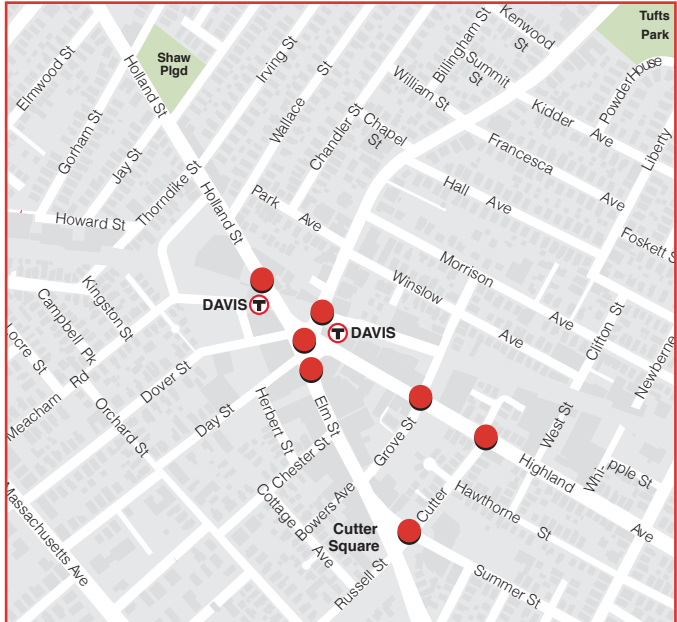 Tufts
Park
Kenwood
St
Billingham St
Summit
St
Irving St
Shaw
Plgd
Elmwood St
Holland St
Wallace
St
William St
Powder House
Kidder
Ave
Chandler St
Chapel
St
Gorham St
Francesca
Ave
Liberty
Jay St
Thorndike St
Hall
Ave
Park
Ave
Holland St
Howard St
Foskett S
Morrison
Ave
Winslow
Ave
Kingston St
Campbell Pk
DAVIS
T
T
DAVIS
Clifton St
Newberne
Locre St
Meacham
Rd
Dover St
Orchard St
Day St
Herbert St
Elm St
Grove St
West St
Chester St
Highland
Ave
Whi-
pple St
Massachusetts Ave
Cottage
Ave
Bowers Ave
Cutter
Hawthorne
St
Cutter
Square
Russell St
Summer St